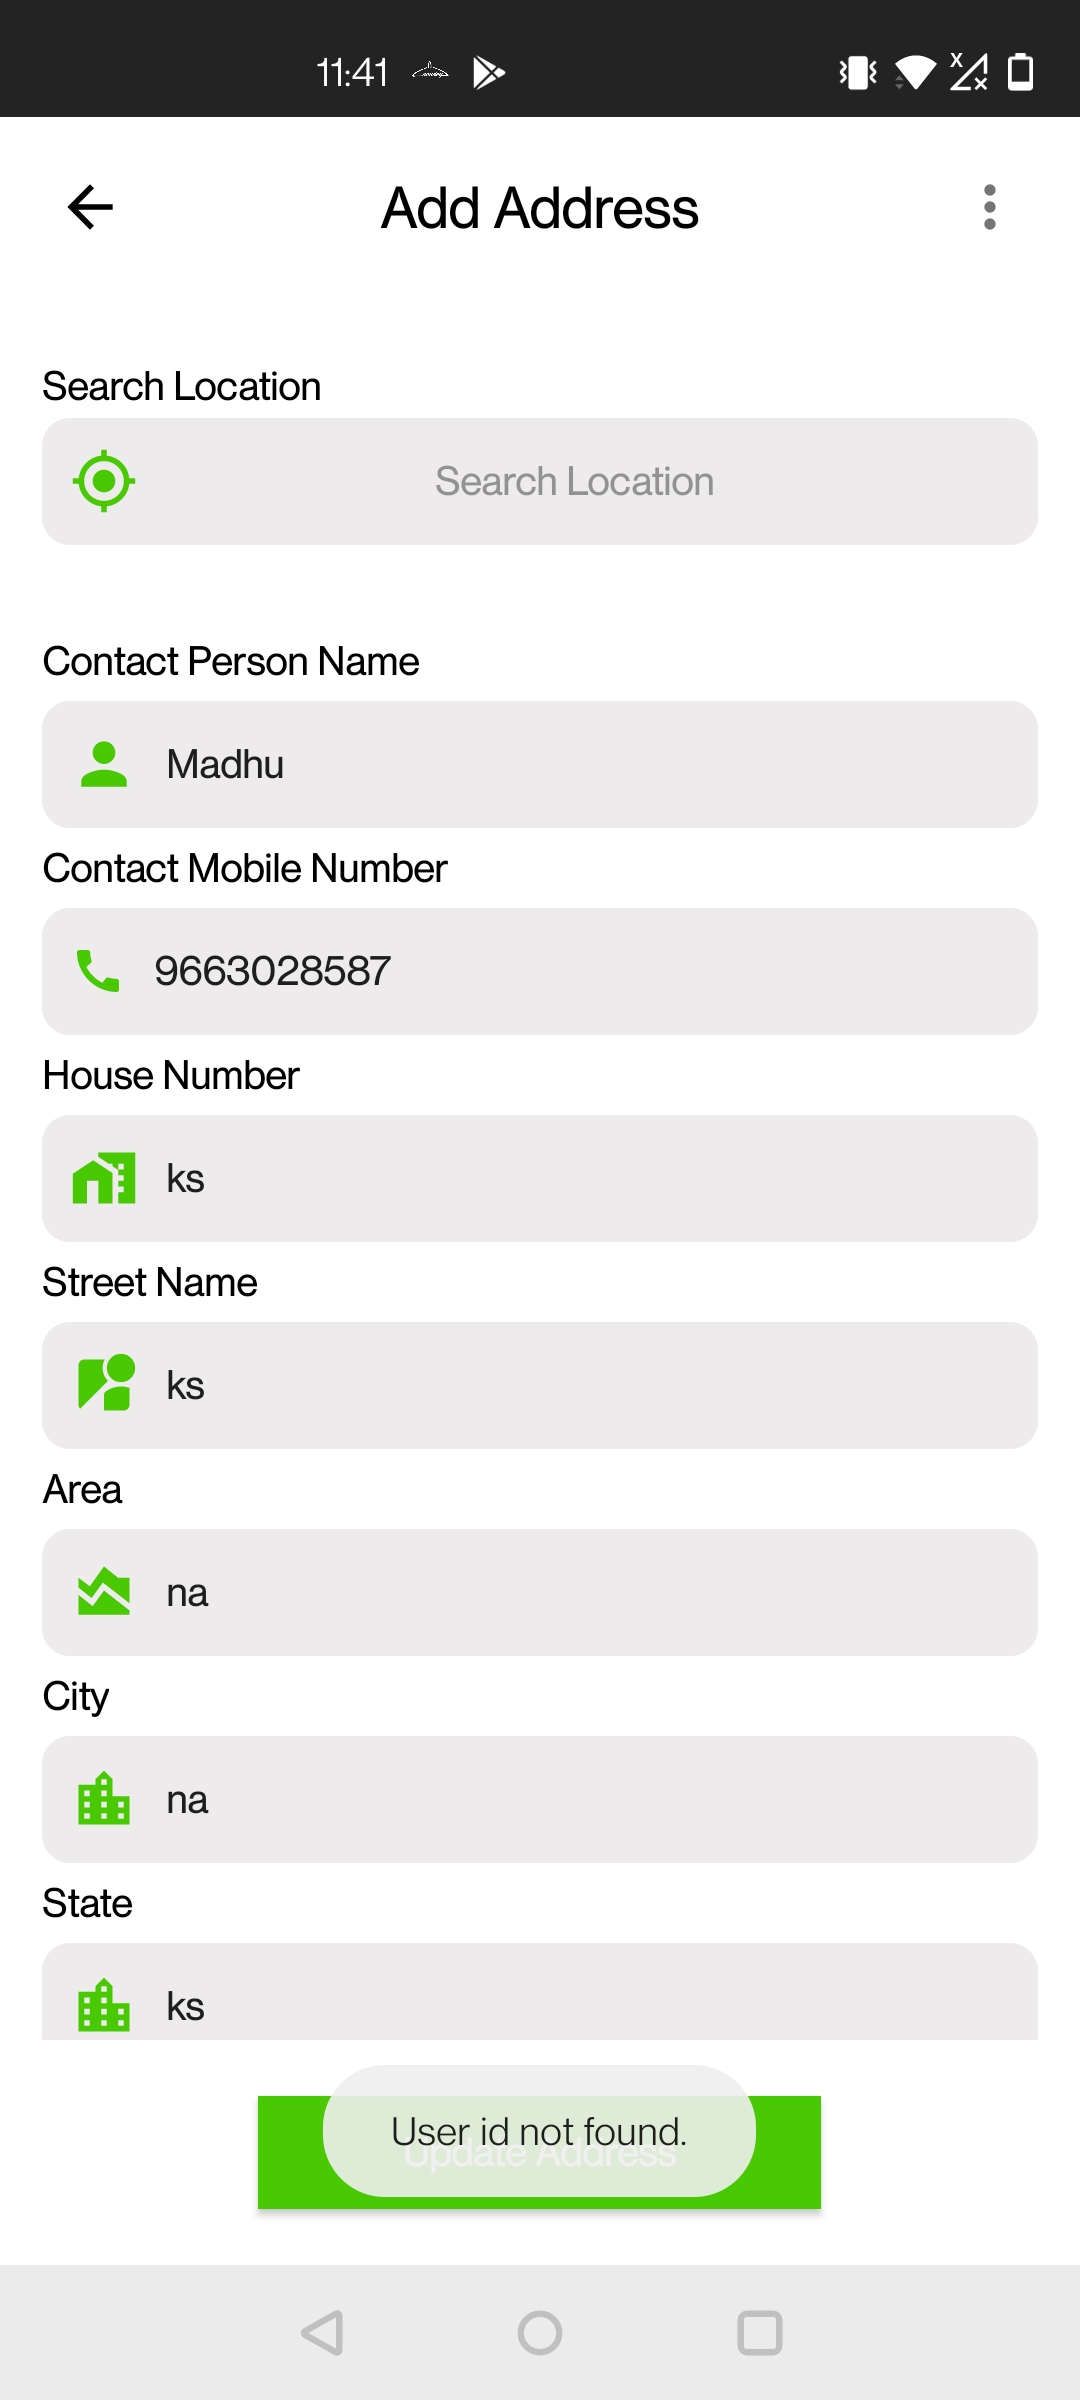 11:41
Add Address
Search Location
Search Location
Contact Person Name
Madhu
Contact Mobile Number
9663028587
House Number
ks
Street Name
ks
Area
na
City
na
State
ks
User id not found.
Update Address